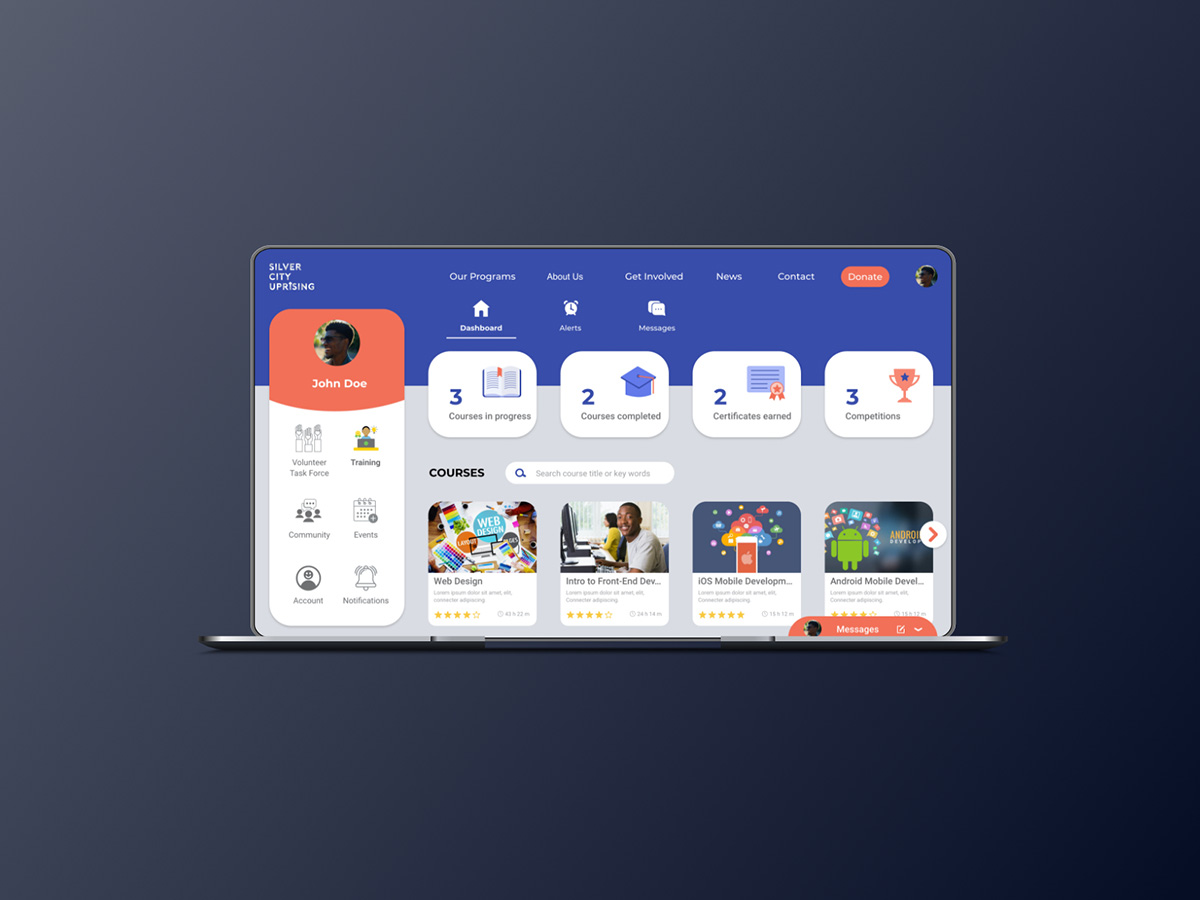 SILVER
CITY
UPRISING
Our Programs
About Us
Get Involved
News
Contact
Donate
Dashboard
Alerts
Messages
John Doe
Volunteer
Task Force
Training
Community
Events
Account
Notifications
3
Courses in progress
2
Courses completed
2
Certificates earned
3
Competitions
COURSES
Search course title or key words
WEB
DESIGN
LAYOUT
Web Design
Lorem ipsum dolor sit amet, elit,
Connecter adipiscing.
43 h 22 m
Intro to Front-End Dev...
Lorem ipsum dolor sit amet, elit,
Connecter adipiscing.
24 h 14 m
iOS Mobile Developm...
Lorem ipsum dolor sit amet, elit,
Connecter adipiscing.
15 h 12 m
ANDROI
DEVELOP
Android Mobile Devel...
Lorem ipsum dolor sit amet, elit,
Connecter adipiscing.
15 h 12 m
Messages